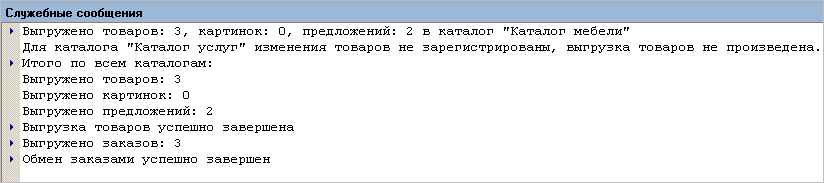 Служебные сообщения
Выгружено товаров: 3, картинок: 0, предложений: 2 в каталог "Каталог мебели"
Для каталога "Каталог услуг" изменения товаров не зарегистрированы, выгрузка товаров не произведена.
Итого по всем каталогам:
Выгружено товаров: 3
Выгружено картинок: 0
Выгружено предложений: 2
Выгрузка товаров успешно завершена
Выгружено заказов: 3
Обмен заказами успешно завершен